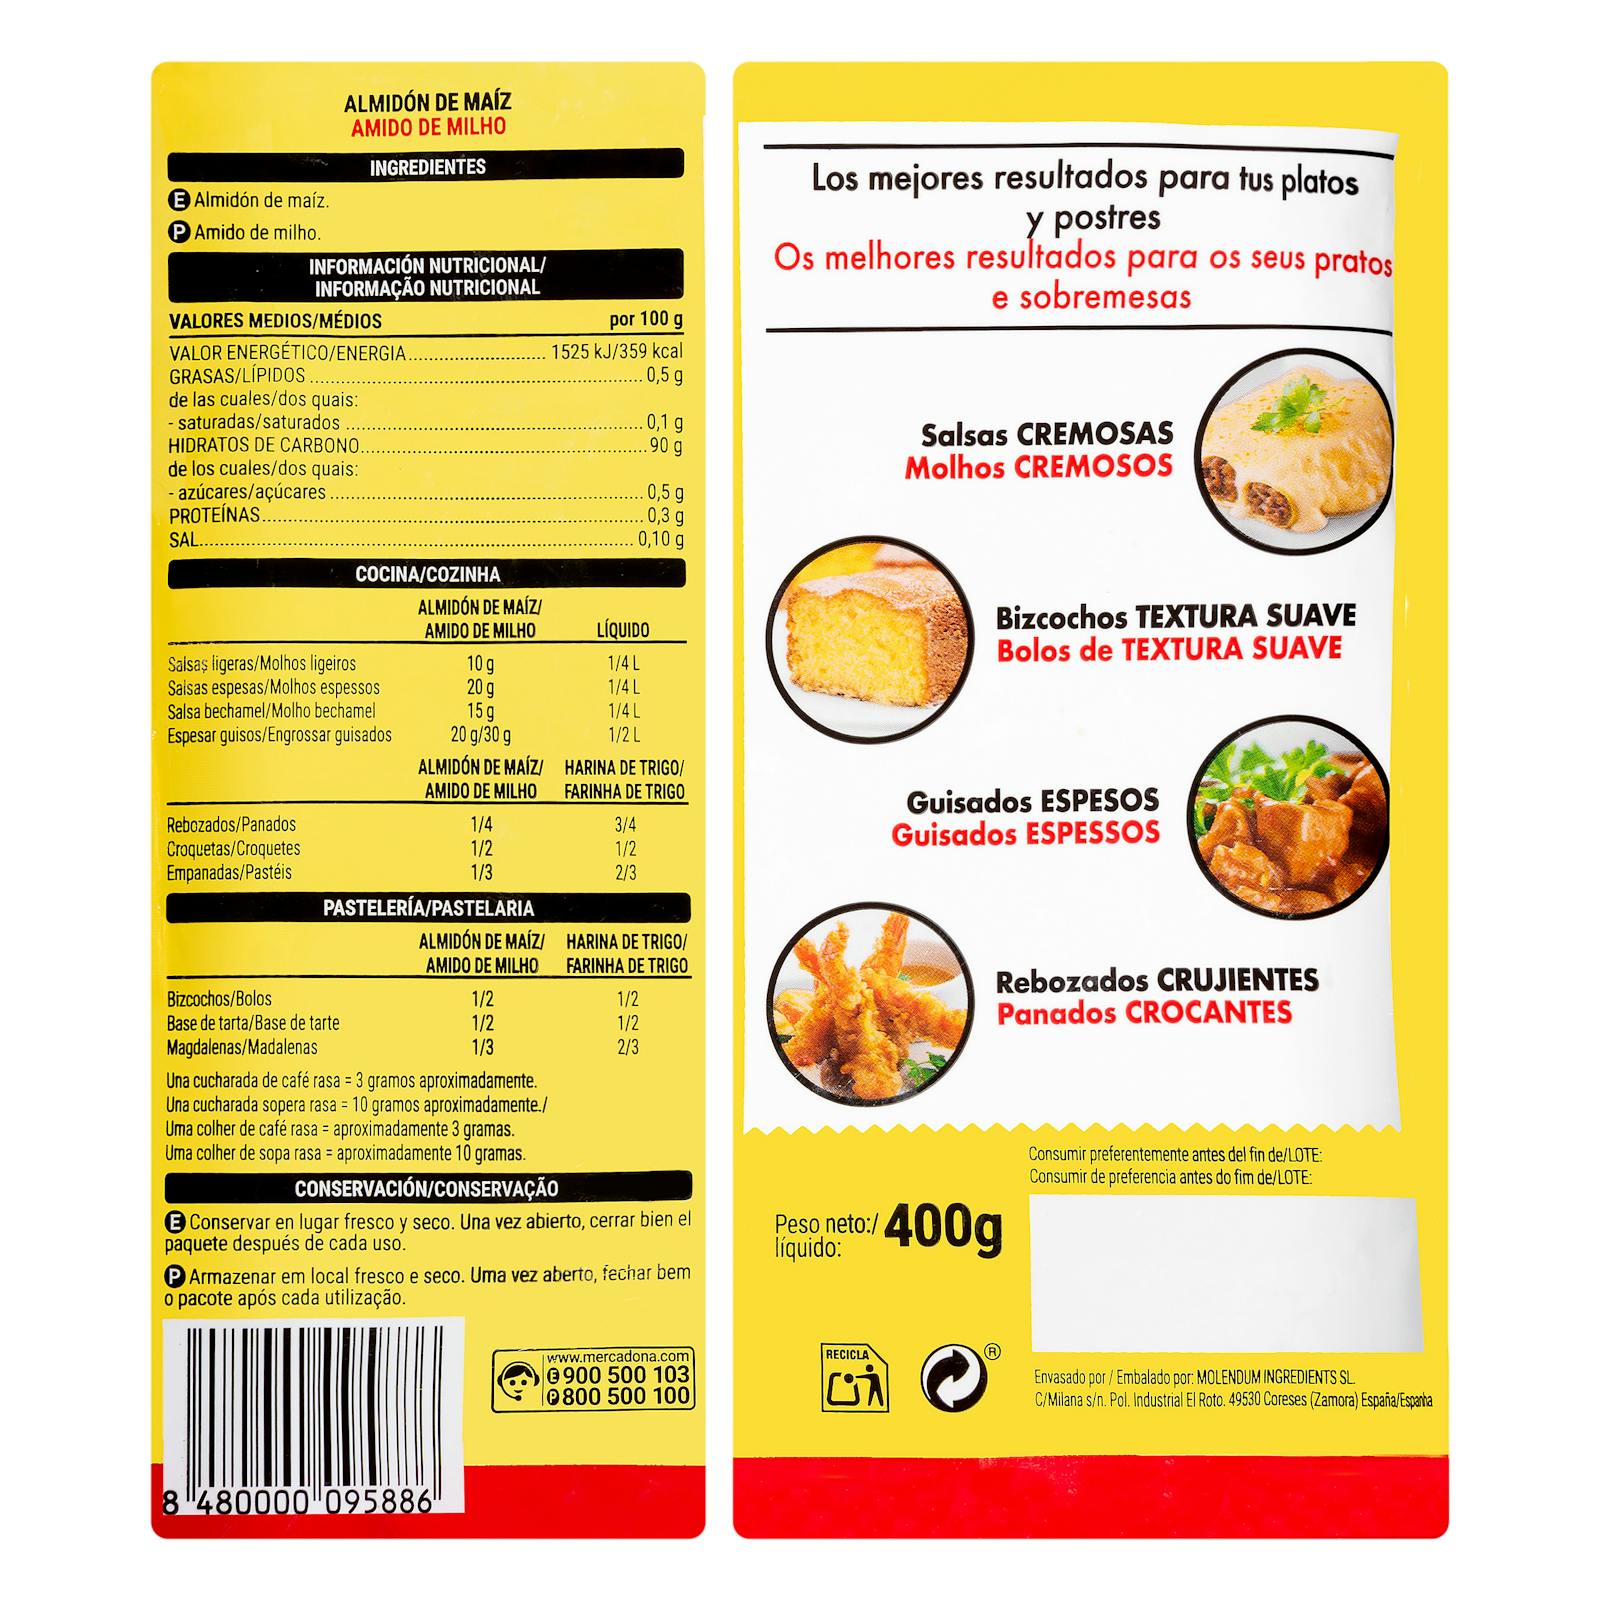 ALMIDÓN DE MAÍZ
AMIDO DE MILHO
INGREDIENTES
E Almidón de maíz.
P Amido de milho.
INFORMACIÓN NUTRICIONAL/
INFORMAÇÃO NUTRICIONAL
VALORES MEDIOS/MÉDIOS por 100 g
VALOR ENERGÉTICO/ENERGIA.......................... 1525 kJ/359 kcal
GRASAS/LÍPIDOS .......................................................... 0,5 g
de las cuales/dos quais:
- saturadas/saturados .................................................... 0,1 g
HIDRATOS DE CARBONO................................................. 90 g
de los cuales/dos quais:
- azúcares/açúcares ....................................................... 0,5 g
PROTEÍNAS.................................................................... 0,3 g
SAL............................................................................... 0,10 g
COCINA/COZINHA
ALMIDÓN DE MAÍZ/
AMIDO DE MILHO LÍQUIDO
Salsas ligeras/Molhos ligeiros 10 g 1/4 L
Salsas espesas/Molhos espessos 20 g 1/4 L
Salsa bechamel/Molho bechamel 15 g 1/4 L
Espesar guisos/Engrossar guisados 20 g/30 g 1/2 L
ALMIDÓN DE MAÍZ/ HARINA DE TRIGO/
AMIDO DE MILHO FARINHA DE TRIGO
Rebozados/Panados 1/4 3/4
Croquetas/Croquetes 1/2 1/2
Empanadas/Pastéis 1/3 2/3
PASTELERÍA/PASTELARIA
ALMIDÓN DE MAÍZ/ HARINA DE TRIGO/
AMIDO DE MILHO FARINHA DE TRIGO
Bizcochos/Bolos 1/2 1/2
Base de tarta/Base de tarte 1/2 1/2
Magdalenas/Madalenas 1/3 2/3
Una cucharada de café rasa = 3 gramos aproximadamente.
Una cucharada sopera rasa = 10 gramos aproximadamente./
Uma colher de café rasa = aproximadamente 3 gramas.
Uma colher de sopa rasa = aproximadamente 10 gramas.
CONSERVACIÓN/CONSERVAÇÃO
E Conservar en lugar fresco y seco. Una vez abierto, cerrar bien el
paquete después de cada uso.
P Armazenar em local fresco e seco. Uma vez aberto, fechar bem
o pacote após cada utilização.
www.mercadona.com
E 900 500 103
P 800 500 100
8 480000 095886
Los mejores resultados para tus platos
y postres
Os melhores resultados para os seus pratos
e sobremesas
Salsas CREMOSAS
Molhos CREMOSOS
Bizcochos TEXTURA SUAVE
Bolos de TEXTURA SUAVE
Guisados ESPESOS
Guisados ESPESSOS
Rebozados CRUJIENTES
Panados CROCANTES
Consumir preferentemente antes del fin de/LOTE:
Consumir de preferencia antes do fim de/LOTE:
Peso neto:/ 400g
líquido:
RECICLA
®
Envasado por / Embalado por: MOLENDUM INGREDIENTS SL.
C/Milana s/n. Pol. Industrial El Roto. 49530 Coreses (Zamora) España/Espanha